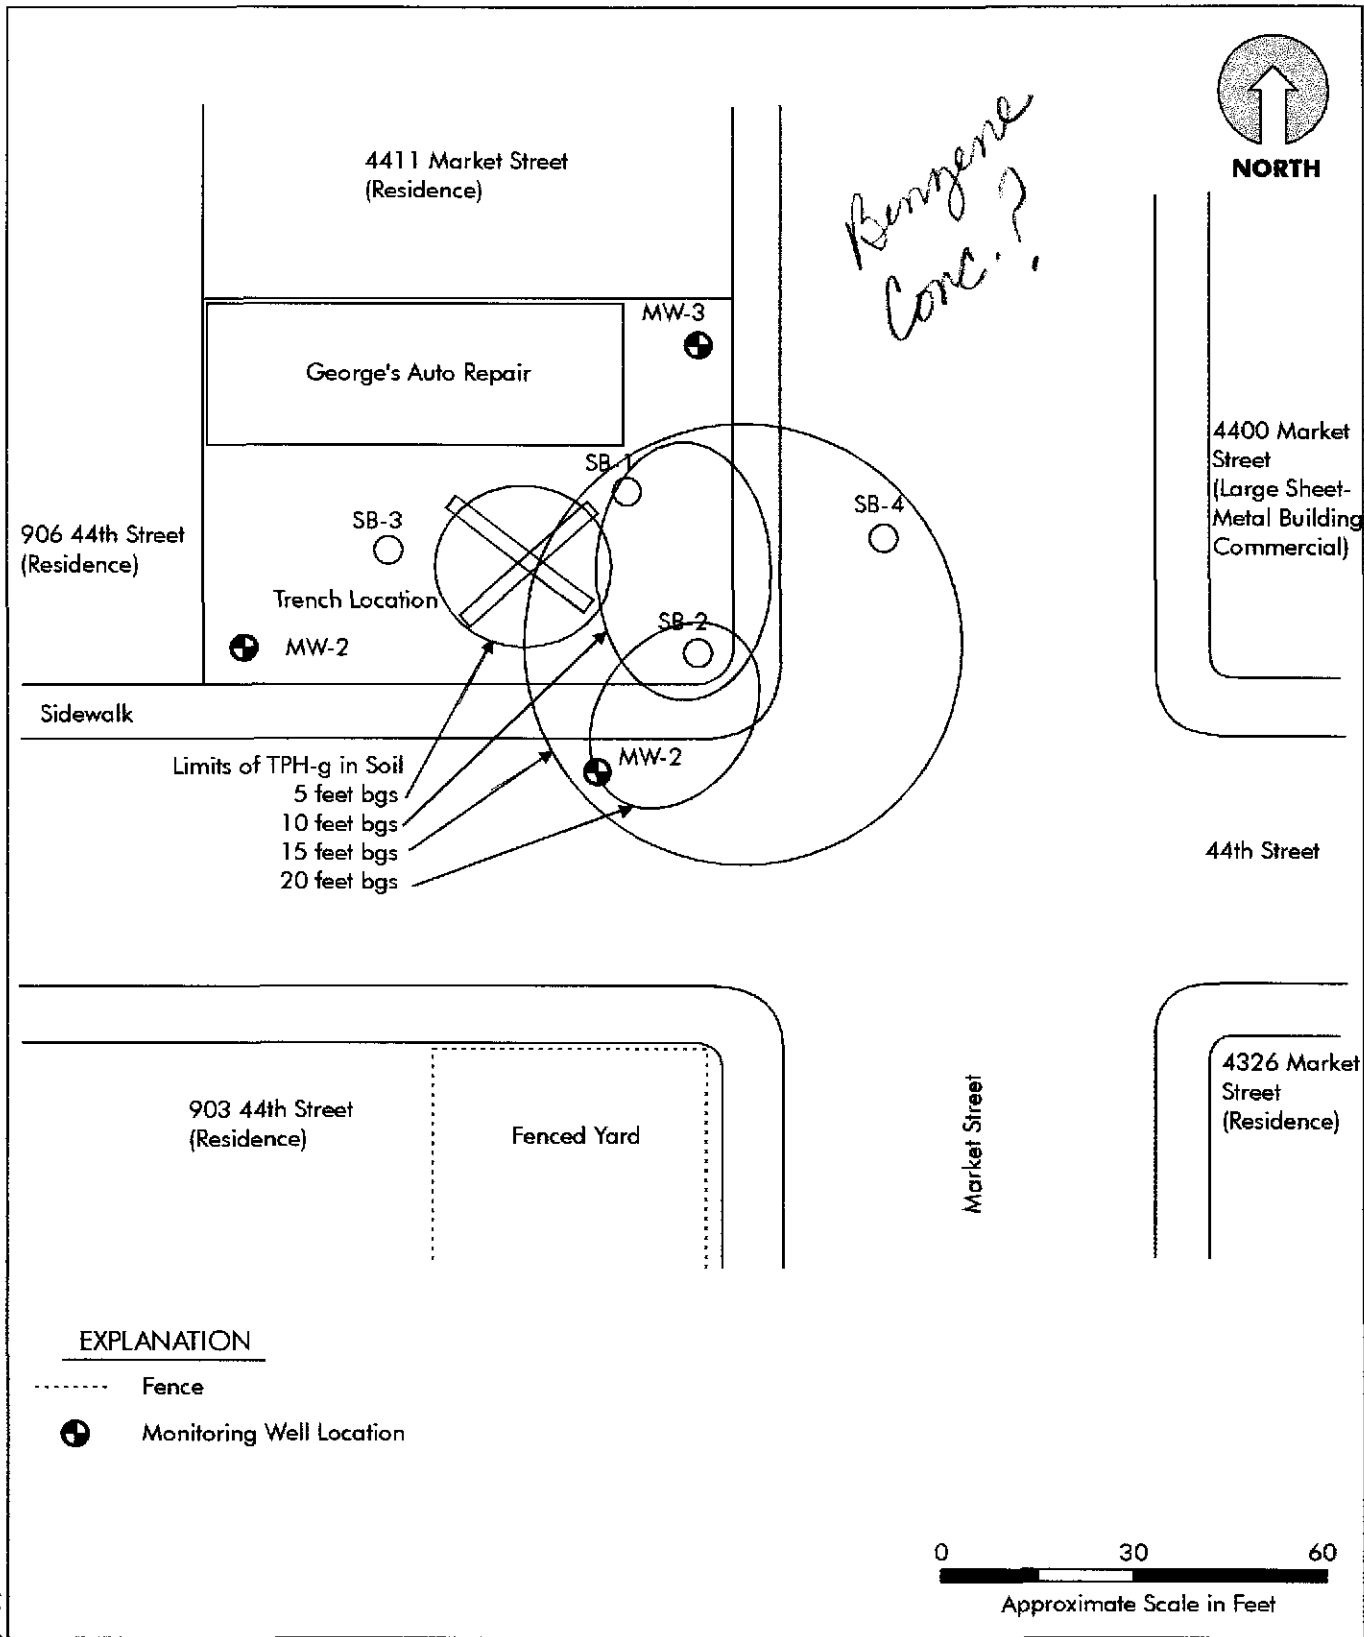 NORTH
Benzene
Conc.?
4411 Market Street
(Residence)
MW-3
George's Auto Repair
4400 Market
Street
(Large Sheet-
Metal Building
Commercial)
SB-1
SB-4
SB-3
906 44th Street
(Residence)
Trench Location
SB-2
MW-2
Sidewalk
MW-2
Limits of TPH-g in Soil
5 feet bgs
10 feet bgs
15 feet bgs
20 feet bgs
44th Street
4326 Market
Street
(Residence)
903 44th Street
(Residence)
Fenced Yard
Market Street
EXPLANATION
Fence
Monitoring Well Location
0 30 60
Approximate Scale in Feet